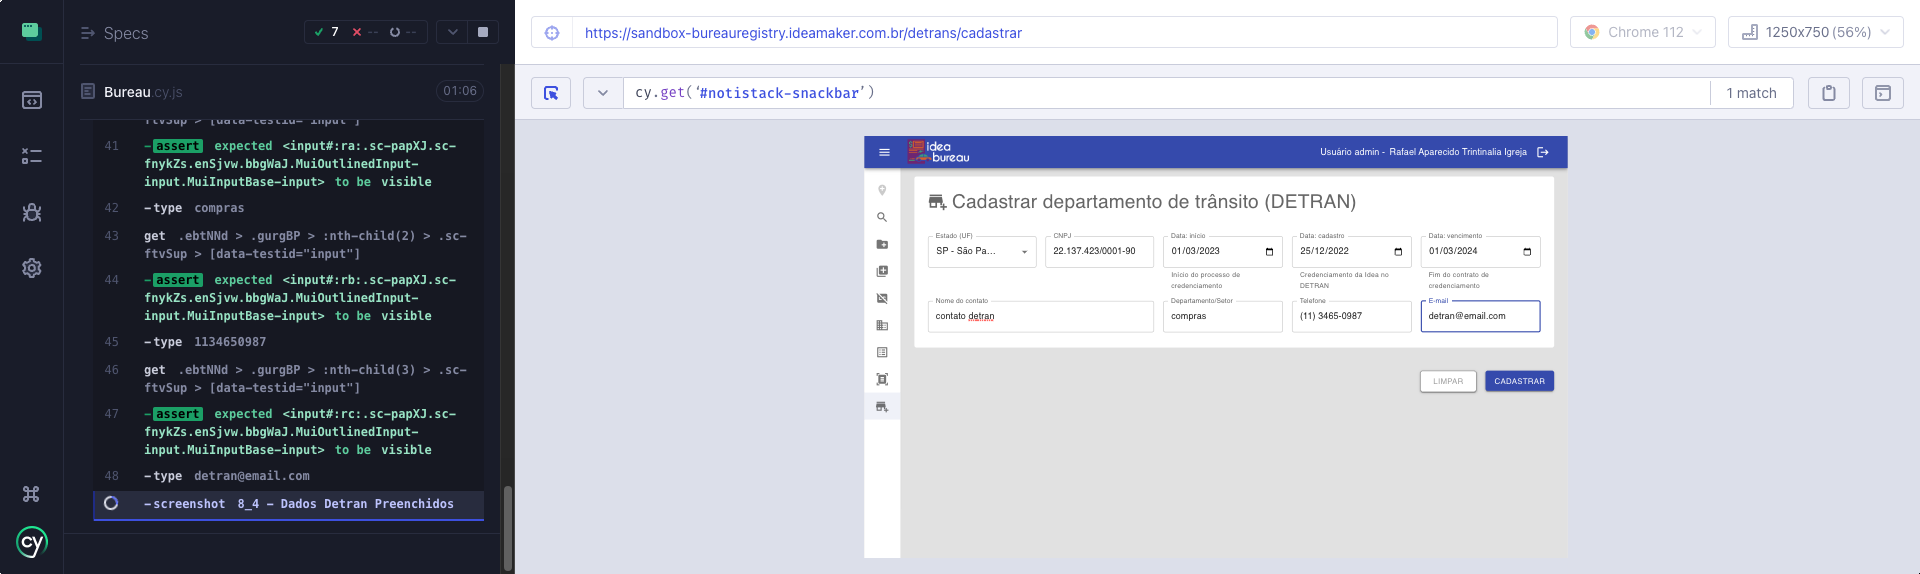 Specs
7
--
--
https://sandbox-bureauregistry.ideamaker.com.br/detrans/cadastrar
Chrome 112
1250x750 (56%)
Bureau.cy.js
01:06
cy.get('#notistack-snackbar')
1 match
ftvSup > [data-testid="input"]
41 -assert expected <input#:ra:.sc-papXJ.sc-
fnykZs.enSjvw.bbgWaJ.MuiOutlinedInput-
input.MuiInputBase-input> to be visible
42 -type compras
43 get .ebtNNd > .gurgBP > :nth-child(2) > .sc-
ftvSup > [data-testid="input"]
44 -assert expected <input#:rb:.sc-papXJ.sc-
fnykZs.enSjvw.bbgWaJ.MuiOutlinedInput-
input.MuiInputBase-input> to be visible
45 -type 1134650987
46 get .ebtNNd > .gurgBP > :nth-child(3) > .sc-
ftvSup > [data-testid="input"]
47 -assert expected <input#:rc:.sc-papXJ.sc-
fnykZs.enSjvw.bbgWaJ.MuiOutlinedInput-
input.MuiInputBase-input> to be visible
48 -type detran@email.com
-screenshot 8_4 - Dados Detran Preenchidos
cy
idea
bureau
Usuário admin - Rafael Aparecido Trintinalia Igreja
Cadastrar departamento de trânsito (DETRAN)
Estado (UF)
SP - São Pa...
CNPJ
22.137.423/0001-90
Data: início
01/03/2023
Início do processo de
credenciamento
Data: cadastro
25/12/2022
Credenciamento da Idea no
DETRAN
Data: vencimento
01/03/2024
Fim do contrato de
credenciamento
Nome do contato
contato detran
Departamento/Setor
compras
Telefone
(11) 3465-0987
E-mail
detran@email.com
LIMPAR
CADASTRAR